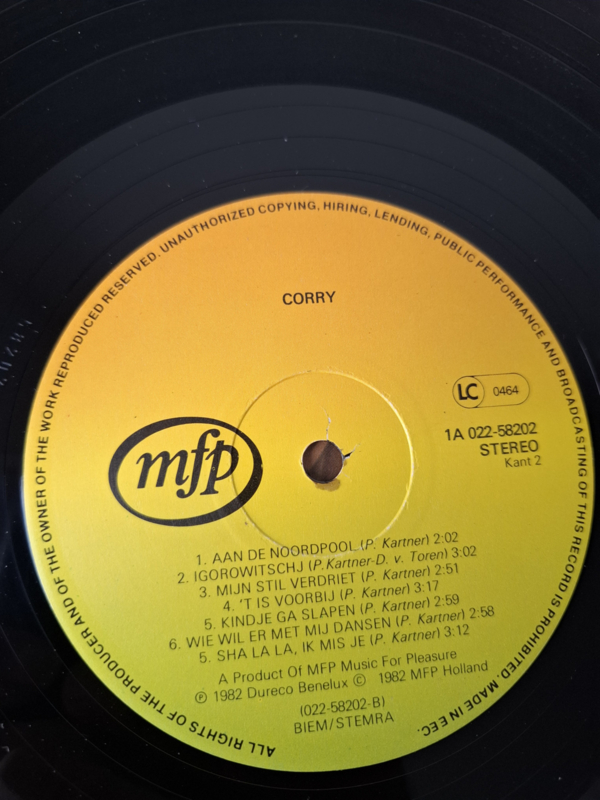 ALL RIGHTS OF THE PRODUCER AND OF THE OWNER OF THE WORK REPRODUCED RESERVED. UNAUTHORIZED COPYING, HIRING, LENDING, PUBLIC PERFORMANCE AND BROADCASTING OF THIS RECORD IS PROHIBITED. MADE IN EEC.
CORRY
LC 0464
1A 022-58202
STEREO
Kant 2
mfp
1. AAN DE NOORDPOOL (P. Kartner) 2:02
2. IGOROWITSCHJ (P.Kartner-D. v. Toren) 3:02
3. MIJN STIL VERDRIET (P. Kartner) 2:51
4. 'T IS VOORBIJ (P. Kartner) 3:17
5. KINDJE GA SLAPEN (P. Kartner) 2:59
6. WIE WIL ER MET MIJ DANSEN (P. Kartner) 2:58
5. SHA LA LA, IK MIS JE (P. Kartner) 3:12
A Product Of MFP Music For Pleasure
℗ 1982 Dureco Benelux © 1982 MFP Holland
(022-58202-B)
BIEM/STEMRA